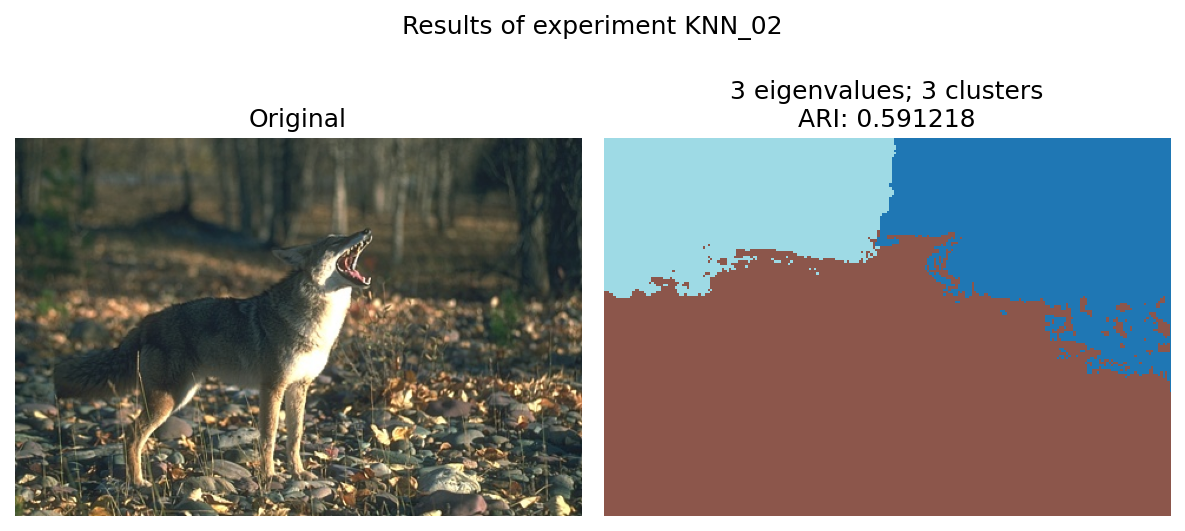 Results of experiment KNN_02
Original
3 eigenvalues; 3 clusters
ARI: 0.591218